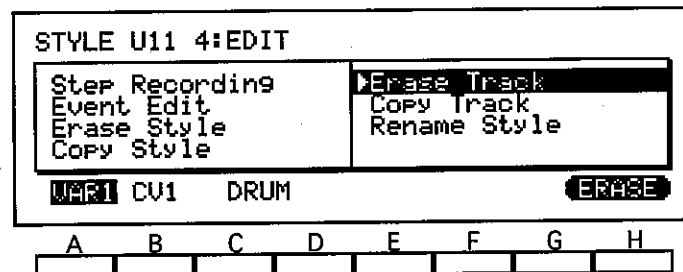 STYLE U11 4:EDIT
Step Recording
Event Edit
Erase Style
Copy Style
▶Erase Track
Copy Track
Rename Style
VAR1 CV1 DRUM ERASE
A B C D E F G H